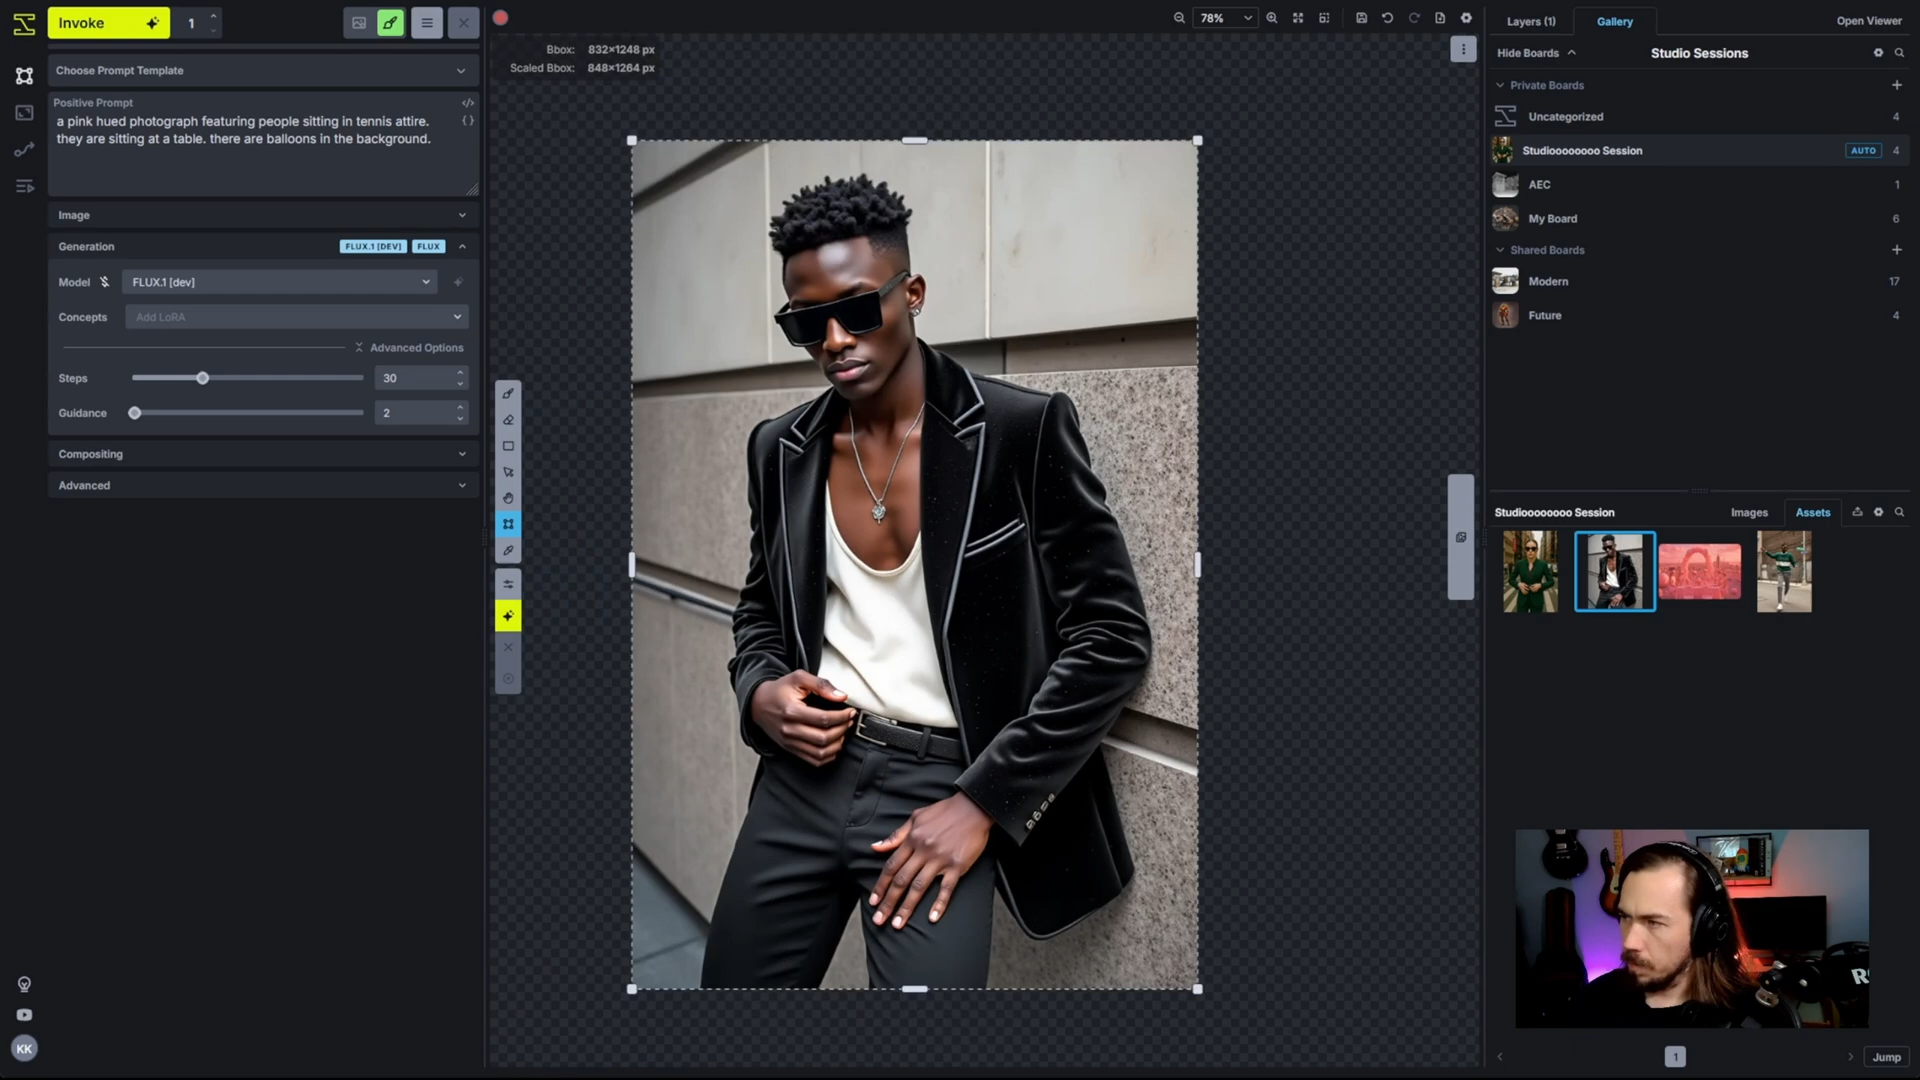 Invoke
1
Choose Prompt Template
Positive Prompt
a pink hued photograph featuring people sitting in tennis attire.
they are sitting at a table. there are balloons in the background.
Image
Generation
FLUX.1 [DEV]
FLUX
Model
FLUX.1 [dev]
Concepts
Add LoRA
Advanced Options
Steps
30
Guidance
2
Compositing
Advanced
KK
78%
Bbox: 832×1248 px
Scaled Bbox: 848×1264 px
Layers (1)
Gallery
Open Viewer
Hide Boards
Studio Sessions
Private Boards
Uncategorized
4
Studioooooooo Session
AUTO
4
AEC
1
My Board
6
Shared Boards
Modern
17
Future
4
Studioooooooo Session
Images
Assets
1
Jump